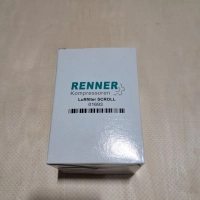 RENNER
Kompressoren
Luftfilter SCROLL